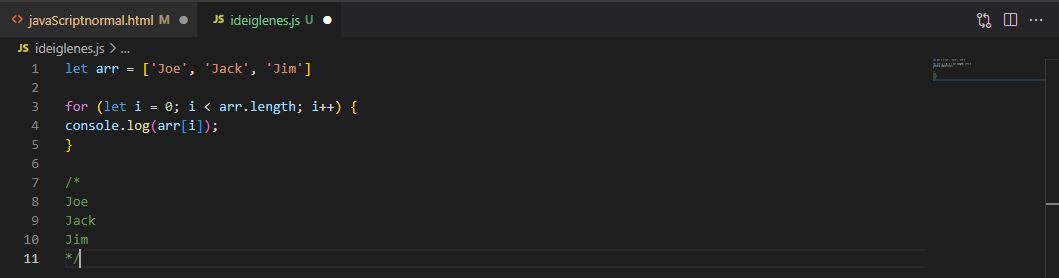 <> javaScriptnormal.html M ●
JS ideiglenes.js U ●
JS ideiglenes.js > ...
1 let arr = ['Joe', 'Jack', 'Jim']
2
3 for (let i = 0; i < arr.length; i++) {
4 console.log(arr[i]);
5 }
6
7 /*
8 Joe
9 Jack
10 Jim
11 */